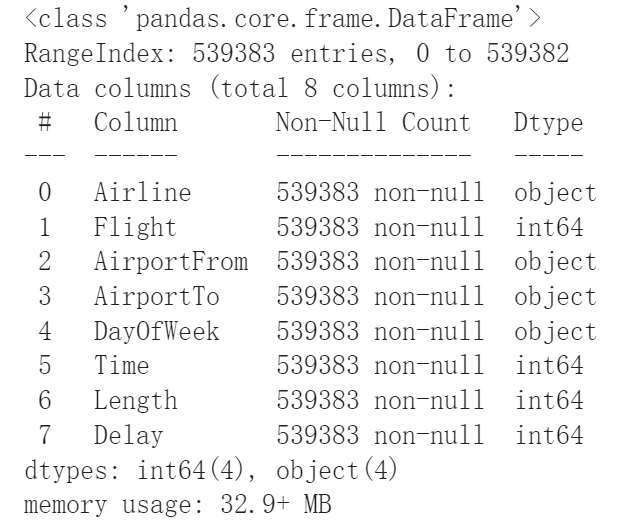 <class 'pandas.core.frame.DataFrame'>
RangeIndex: 539383 entries, 0 to 539382
Data columns (total 8 columns):
 #   Column       Non-Null Count   Dtype
---  ------       --------------   -----
 0   Airline      539383 non-null  object
 1   Flight       539383 non-null  int64
 2   AirportFrom  539383 non-null  object
 3   AirportTo    539383 non-null  object
 4   DayOfWeek    539383 non-null  object
 5   Time         539383 non-null  int64
 6   Length       539383 non-null  int64
 7   Delay        539383 non-null  int64
dtypes: int64(4), object(4)
memory usage: 32.9+ MB